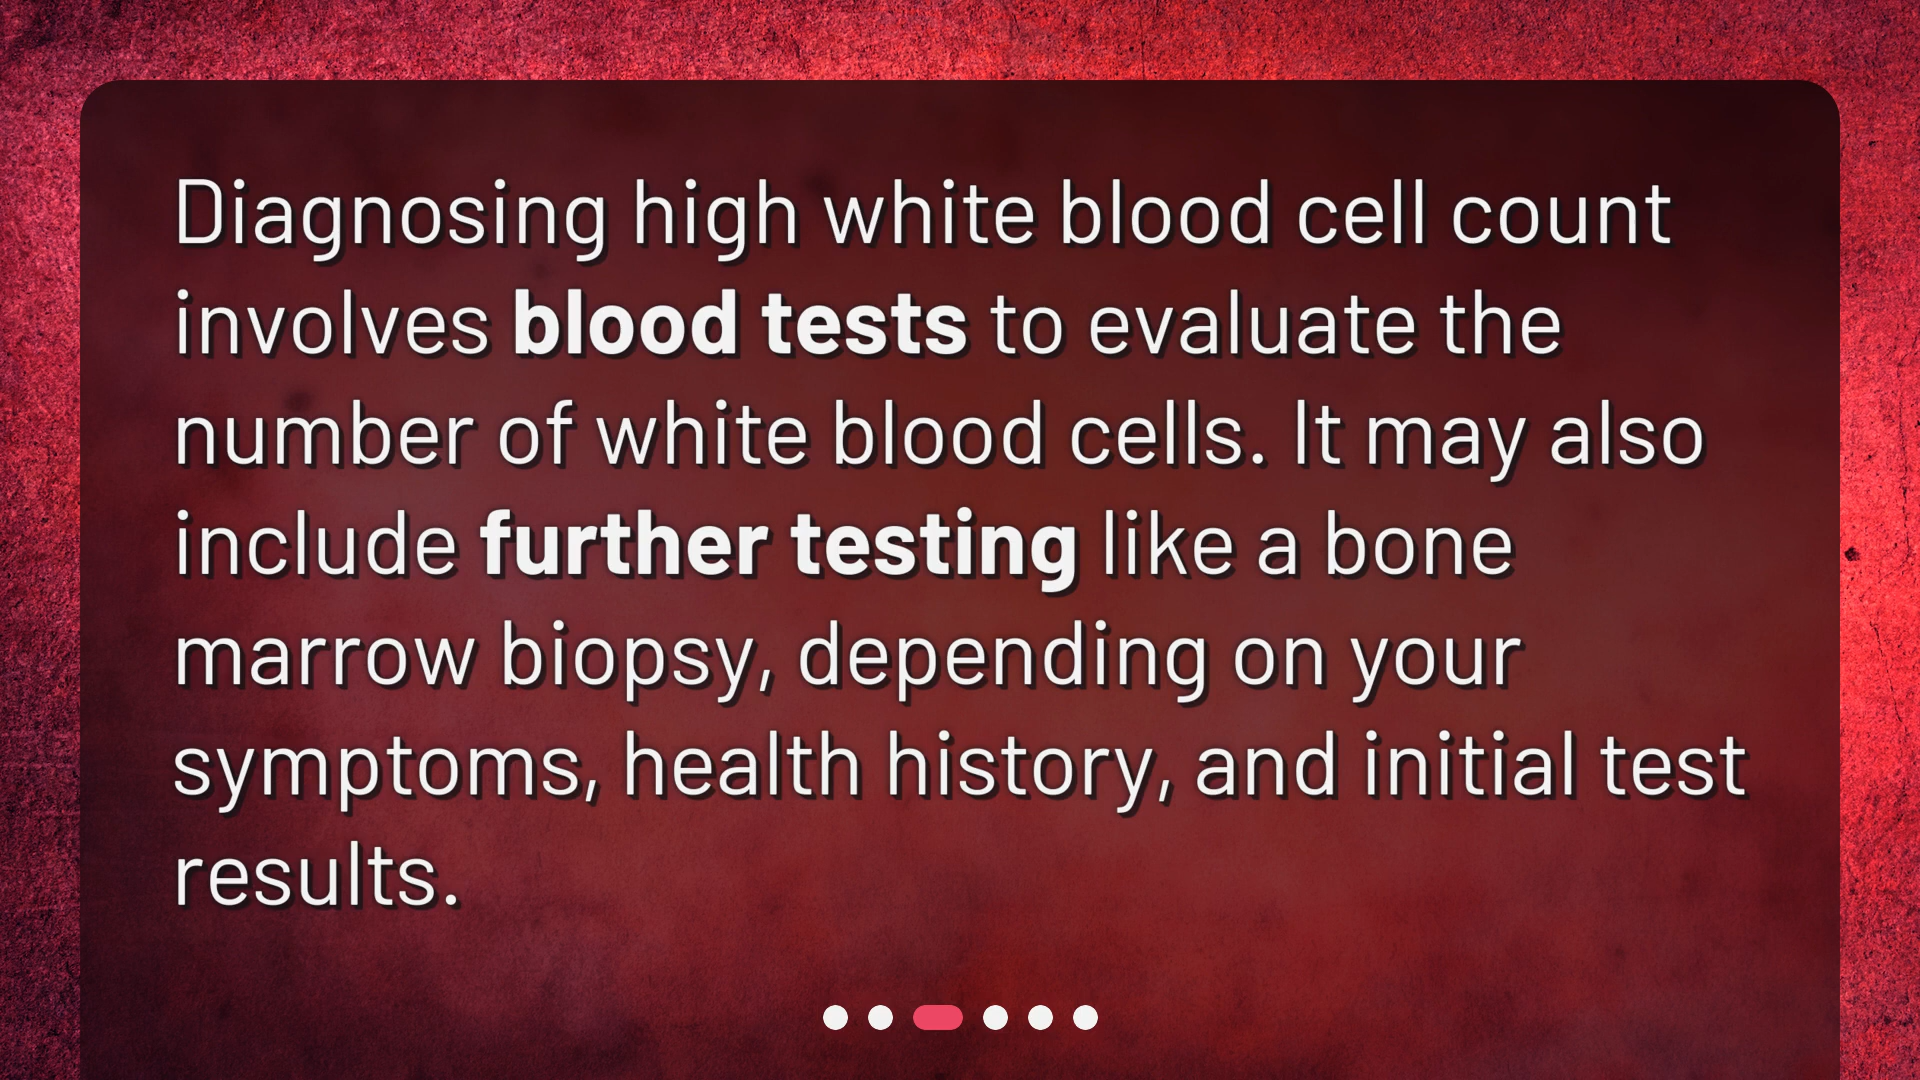 Diagnosing high white blood cell count
involves blood tests to evaluate the
number of white blood cells. It may also
include further testing like a bone
marrow biopsy, depending on your
symptoms, health history, and initial test
results.